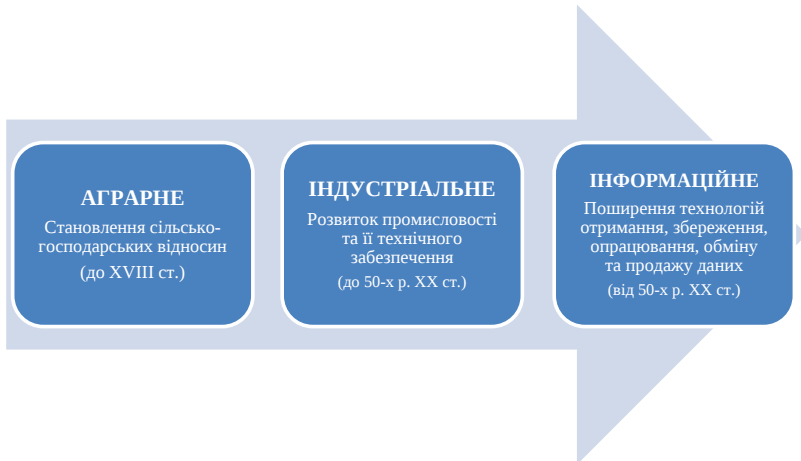 АГРАРНЕ
Становлення сільсько-
господарських відносин
(до XVIII ст.)
ІНДУСТРІАЛЬНЕ
Розвиток промисловості
та її технічного
забезпечення
(до 50-х р. XX ст.)
ІНФОРМАЦІЙНЕ
Поширення технологій
отримання, збереження,
опрацювання, обміну
та продажу даних
(від 50-х р. XX ст.)